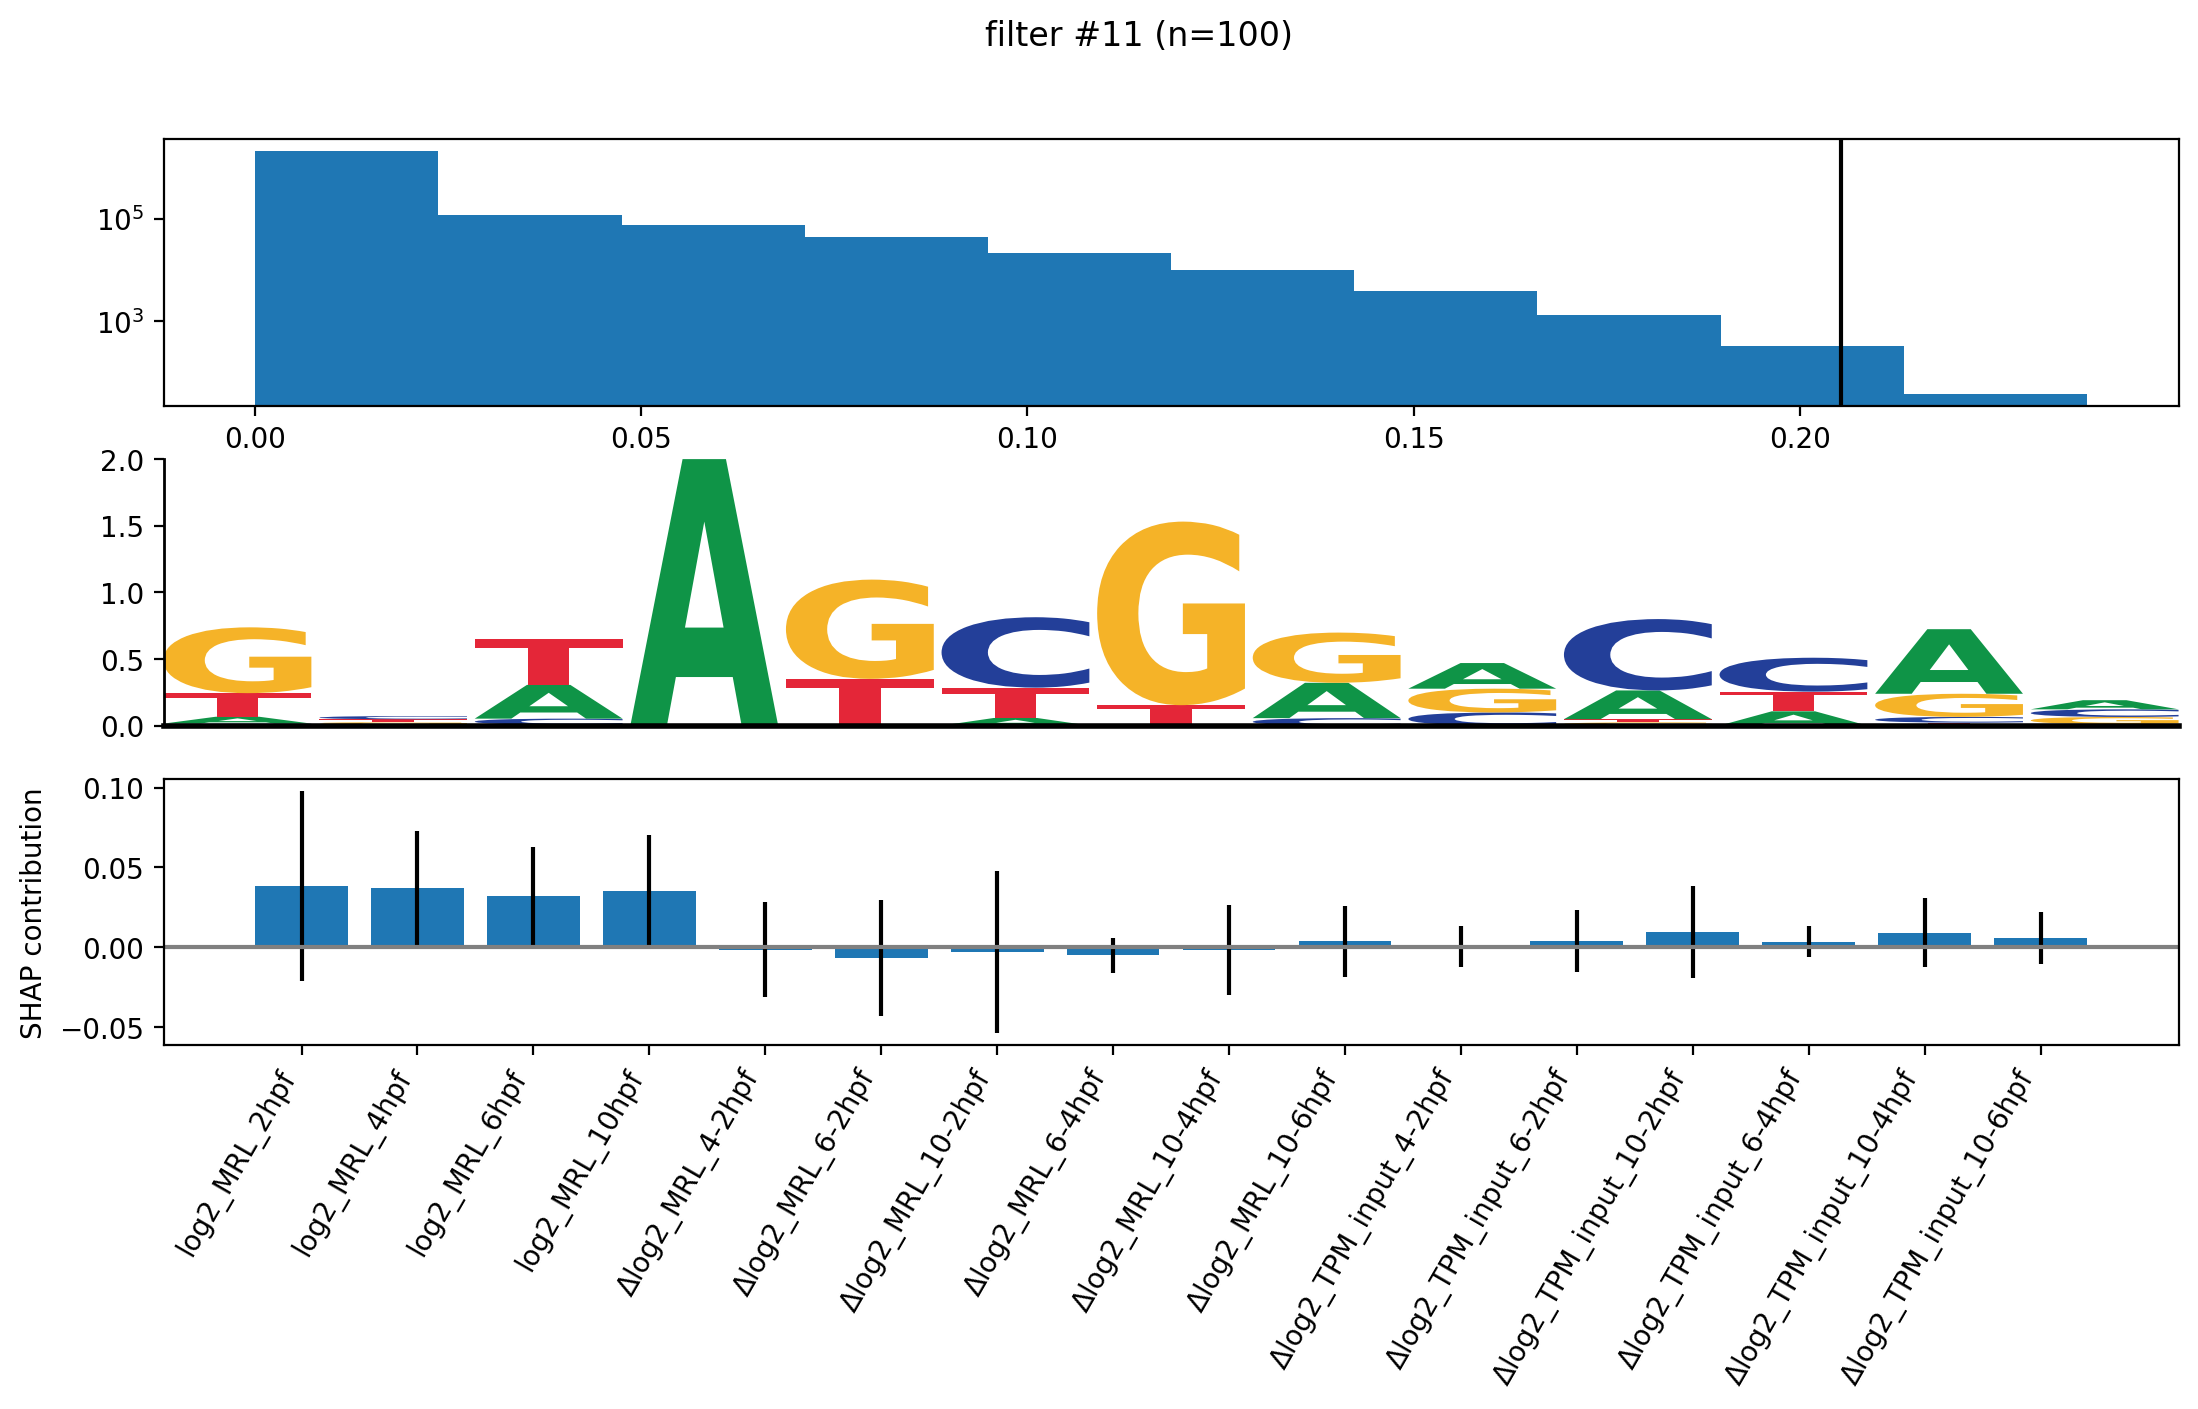 filter #11 (n=100)
10^5
10^3
0.00 0.05 0.10 0.15 0.20
2.0
1.5
1.0
0.5
0.0
G T A
C T
T A C
A
G T
C T A
G T
G A C
A G C
C A T
C T A
A G C
A C G
SHAP contribution
0.10
0.05
0.00
−0.05
log2_MRL_2hpf
log2_MRL_4hpf
log2_MRL_6hpf
log2_MRL_10hpf
Δlog2_MRL_4-2hpf
Δlog2_MRL_6-2hpf
Δlog2_MRL_10-2hpf
Δlog2_MRL_6-4hpf
Δlog2_MRL_10-4hpf
Δlog2_MRL_10-6hpf
Δlog2_TPM_input_4-2hpf
Δlog2_TPM_input_6-2hpf
Δlog2_TPM_input_10-2hpf
Δlog2_TPM_input_6-4hpf
Δlog2_TPM_input_10-4hpf
Δlog2_TPM_input_10-6hpf